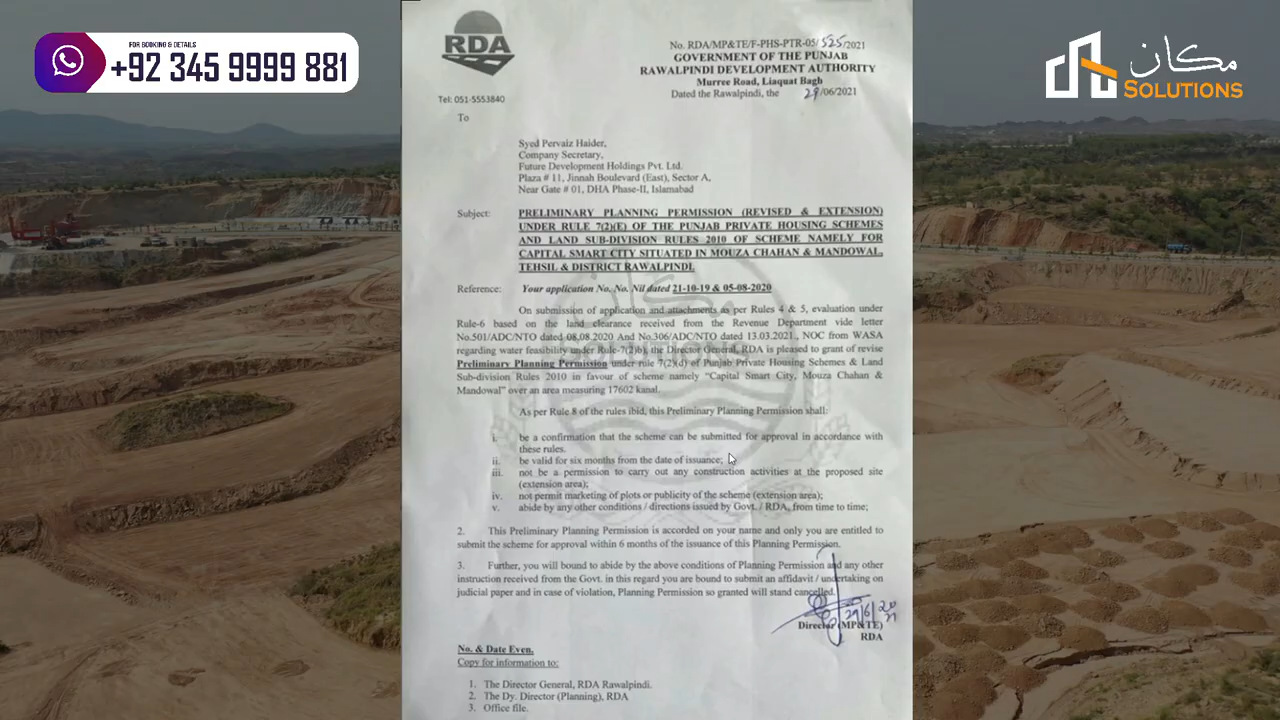 FOR BOOKING & DETAILS
+92 345 9999 881
مکان
SOLUTIONS
RDA
Tel: 051-5553840
No. RDA/MP&TE/F-PHS-PTR-05/525/2021
GOVERNMENT OF THE PUNJAB
RAWALPINDI DEVELOPMENT AUTHORITY
Murree Road, Liaquat Bagh
Dated the Rawalpindi, the 29/06/2021
To
Syed Pervaiz Haider,
Company Secretary,
Future Development Holdings Pvt. Ltd.
Plaza # 11, Jinnah Boulevard (East), Sector A,
Near Gate # 01, DHA Phase-II, Islamabad
Subject: PRELIMINARY PLANNING PERMISSION (REVISED & EXTENSION)
UNDER RULE 7(2)(E) OF THE PUNJAB PRIVATE HOUSING SCHEMES
AND LAND SUB-DIVISION RULES 2010 OF SCHEME NAMELY FOR
CAPITAL SMART CITY SITUATED IN MOUZA CHAHAN & MANDOWAL,
TEHSIL & DISTRICT RAWALPINDI
Reference: Your application No. No. Nil dated 21-10-19 & 05-08-2020
On submission of application and attachments as per Rules 4 & 5, evaluation under
Rule-6 based on the land clearance received from the Revenue Department vide letter
No.501/ADC/NTO dated 08.08.2020 And No.306/ADC/NTO dated 13.03.2021., NOC from WASA
regarding water feasibility under Rule-7(2)b), the Director General, RDA is pleased to grant of revise
Preliminary Planning Permission under rule 7(2)(d) of Punjab Private Housing Schemes & Land
Sub-division Rules 2010 in favour of scheme namely "Capital Smart City, Mouza Chahan &
Mandowal" over an area measuring 17602 kanal.
As per Rule 8 of the rules ibid, this Preliminary Planning Permission shall:
i. be a confirmation that the scheme can be submitted for approval in accordance with
these rules.
ii. be valid for six months from the date of issuance;
iii. not be a permission to carry out any construction activities at the proposed site
(extension area);
iv. not permit marketing of plots or publicity of the scheme (extension area);
v. abide by any other conditions / directions issued by Govt. / RDA, from time to time;
2. This Preliminary Planning Permission is accorded on your name and only you are entitled to
submit the scheme for approval within 6 months of the issuance of this Planning Permission.
3. Further, you will bound to abide by the above conditions of Planning Permission and any other
instruction received from the Govt. in this regard you are bound to submit an affidavit / undertaking on
judicial paper and in case of violation, Planning Permission so granted will stand cancelled.
29/6/2021
Director (MP&TE)
RDA
No. & Date Even.
Copy for information to:
1. The Director General, RDA Rawalpindi.
2. The Dy. Director (Planning), RDA
3. Office file.